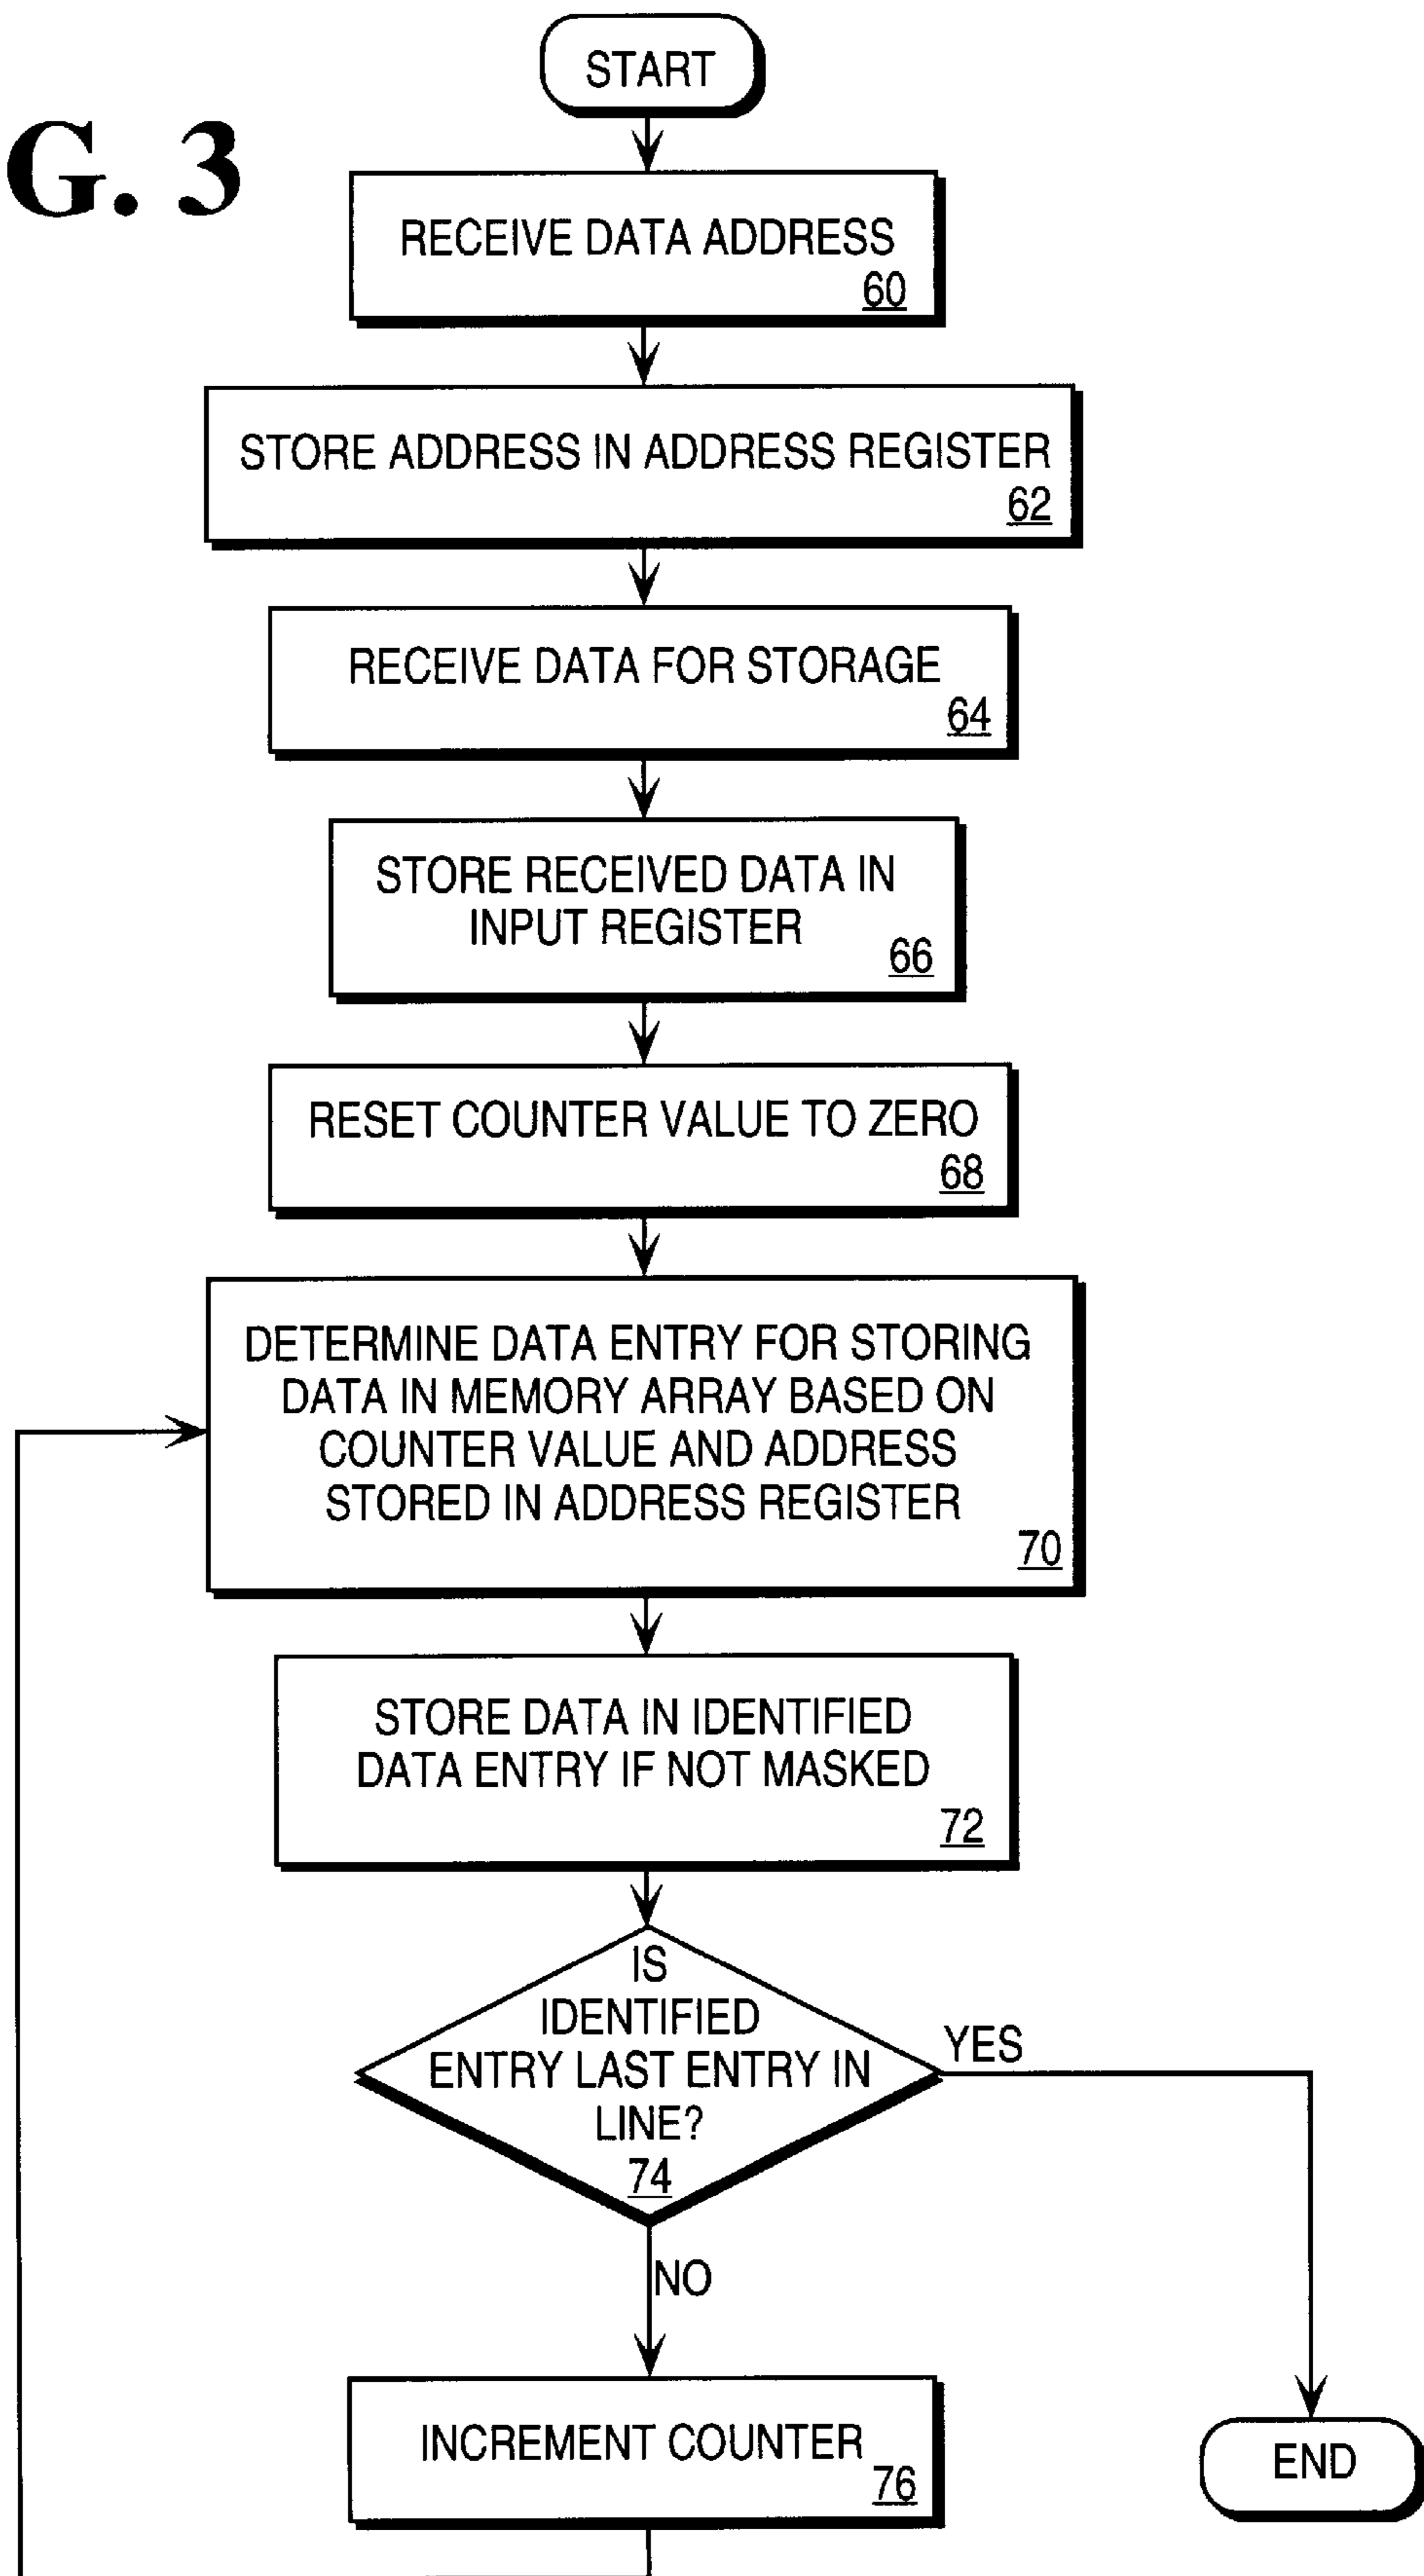 START
G. 3
RECEIVE DATA ADDRESS
60
STORE ADDRESS IN ADDRESS REGISTER
62
RECEIVE DATA FOR STORAGE
64
STORE RECEIVED DATA IN
INPUT REGISTER
66
RESET COUNTER VALUE TO ZERO
68
DETERMINE DATA ENTRY FOR STORING
DATA IN MEMORY ARRAY BASED ON
COUNTER VALUE AND ADDRESS
STORED IN ADDRESS REGISTER
70
STORE DATA IN IDENTIFIED
DATA ENTRY IF NOT MASKED
72
IS
IDENTIFIED
ENTRY LAST ENTRY IN
LINE?
74
YES
NO
INCREMENT COUNTER
76
END